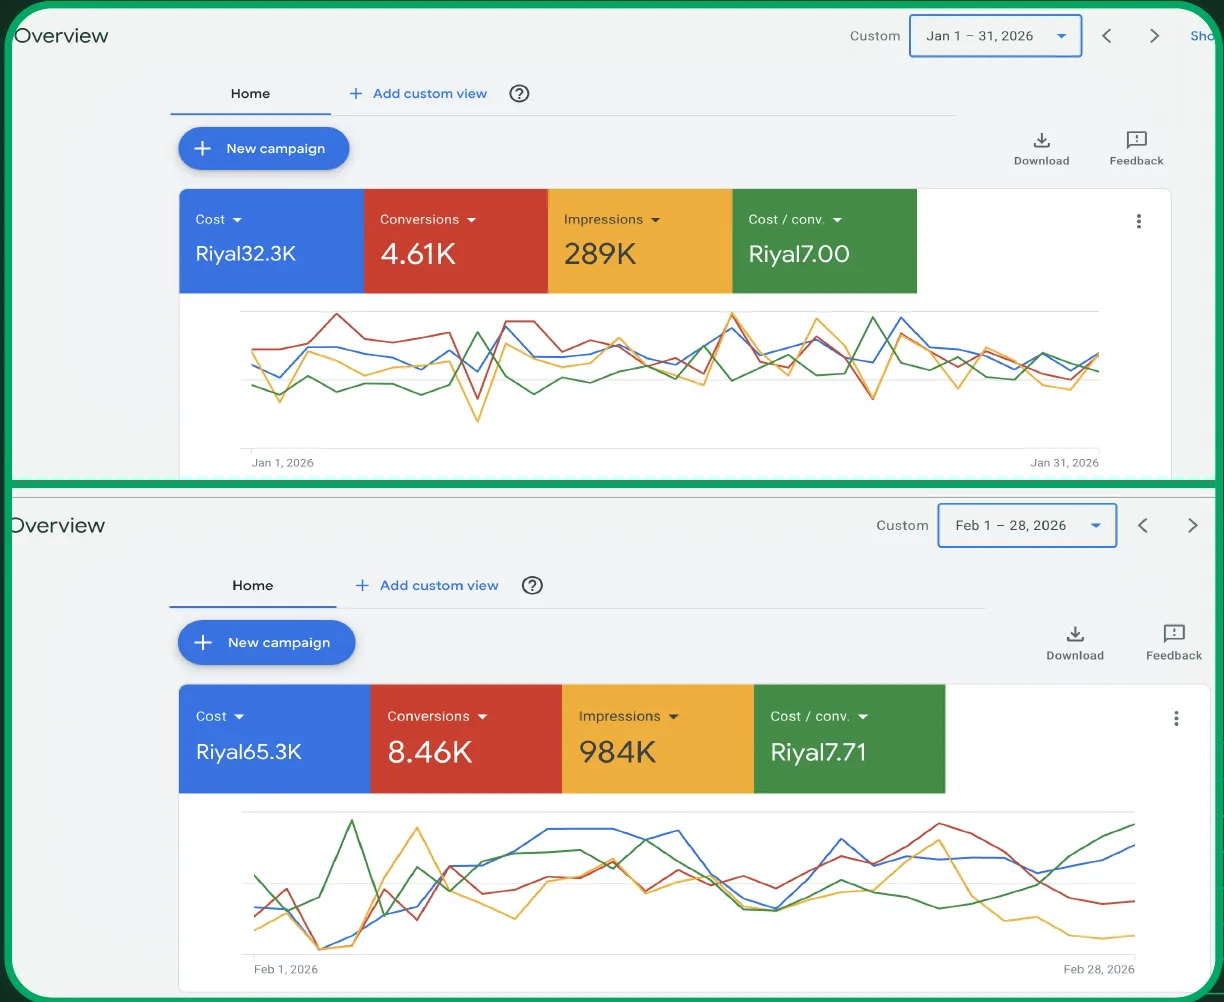 Overview
Custom
Jan 1 – 31, 2026
Sho
Home
+ Add custom view
?
+ New campaign
Download
Feedback
Cost
Conversions
Impressions
Cost / conv.
Riyal32.3K
4.61K
289K
Riyal7.00
Jan 1, 2026
Jan 31, 2026
Overview
Custom
Feb 1 – 28, 2026
Home
+ Add custom view
?
+ New campaign
Download
Feedback
Cost
Conversions
Impressions
Cost / conv.
Riyal65.3K
8.46K
984K
Riyal7.71
Feb 1, 2026
Feb 28, 2026